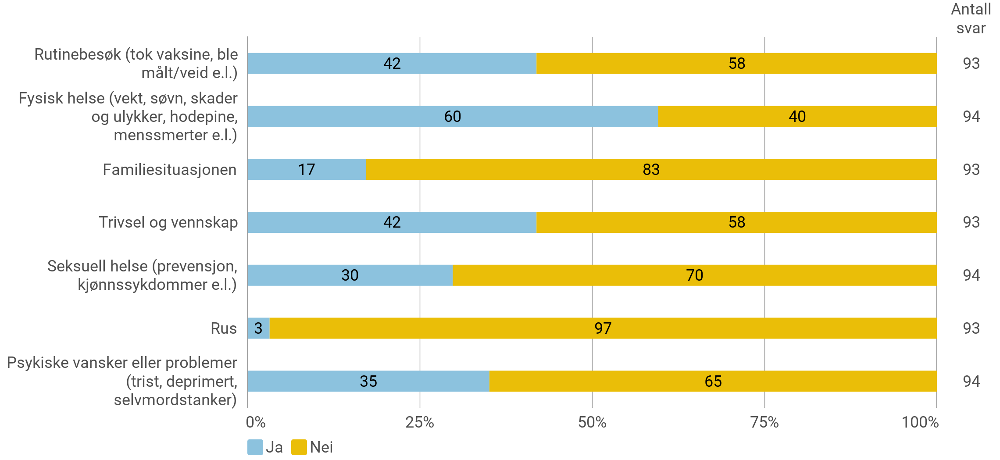 Antall
svar
Rutinebesøk (tok vaksine, ble
målt/veid e.l.)
42
58
93
Fysisk helse (vekt, søvn, skader
og ulykker, hodepine,
menssmerter e.l.)
60
40
94
Familiesituasjonen
17
83
93
Trivsel og vennskap
42
58
93
Seksuell helse (prevensjon,
kjønnssykdommer e.l.)
30
70
94
Rus
3
97
93
Psykiske vansker eller problemer
(trist, deprimert,
selvmordstanker)
35
65
94
0% 25% 50% 75% 100%
Ja Nei